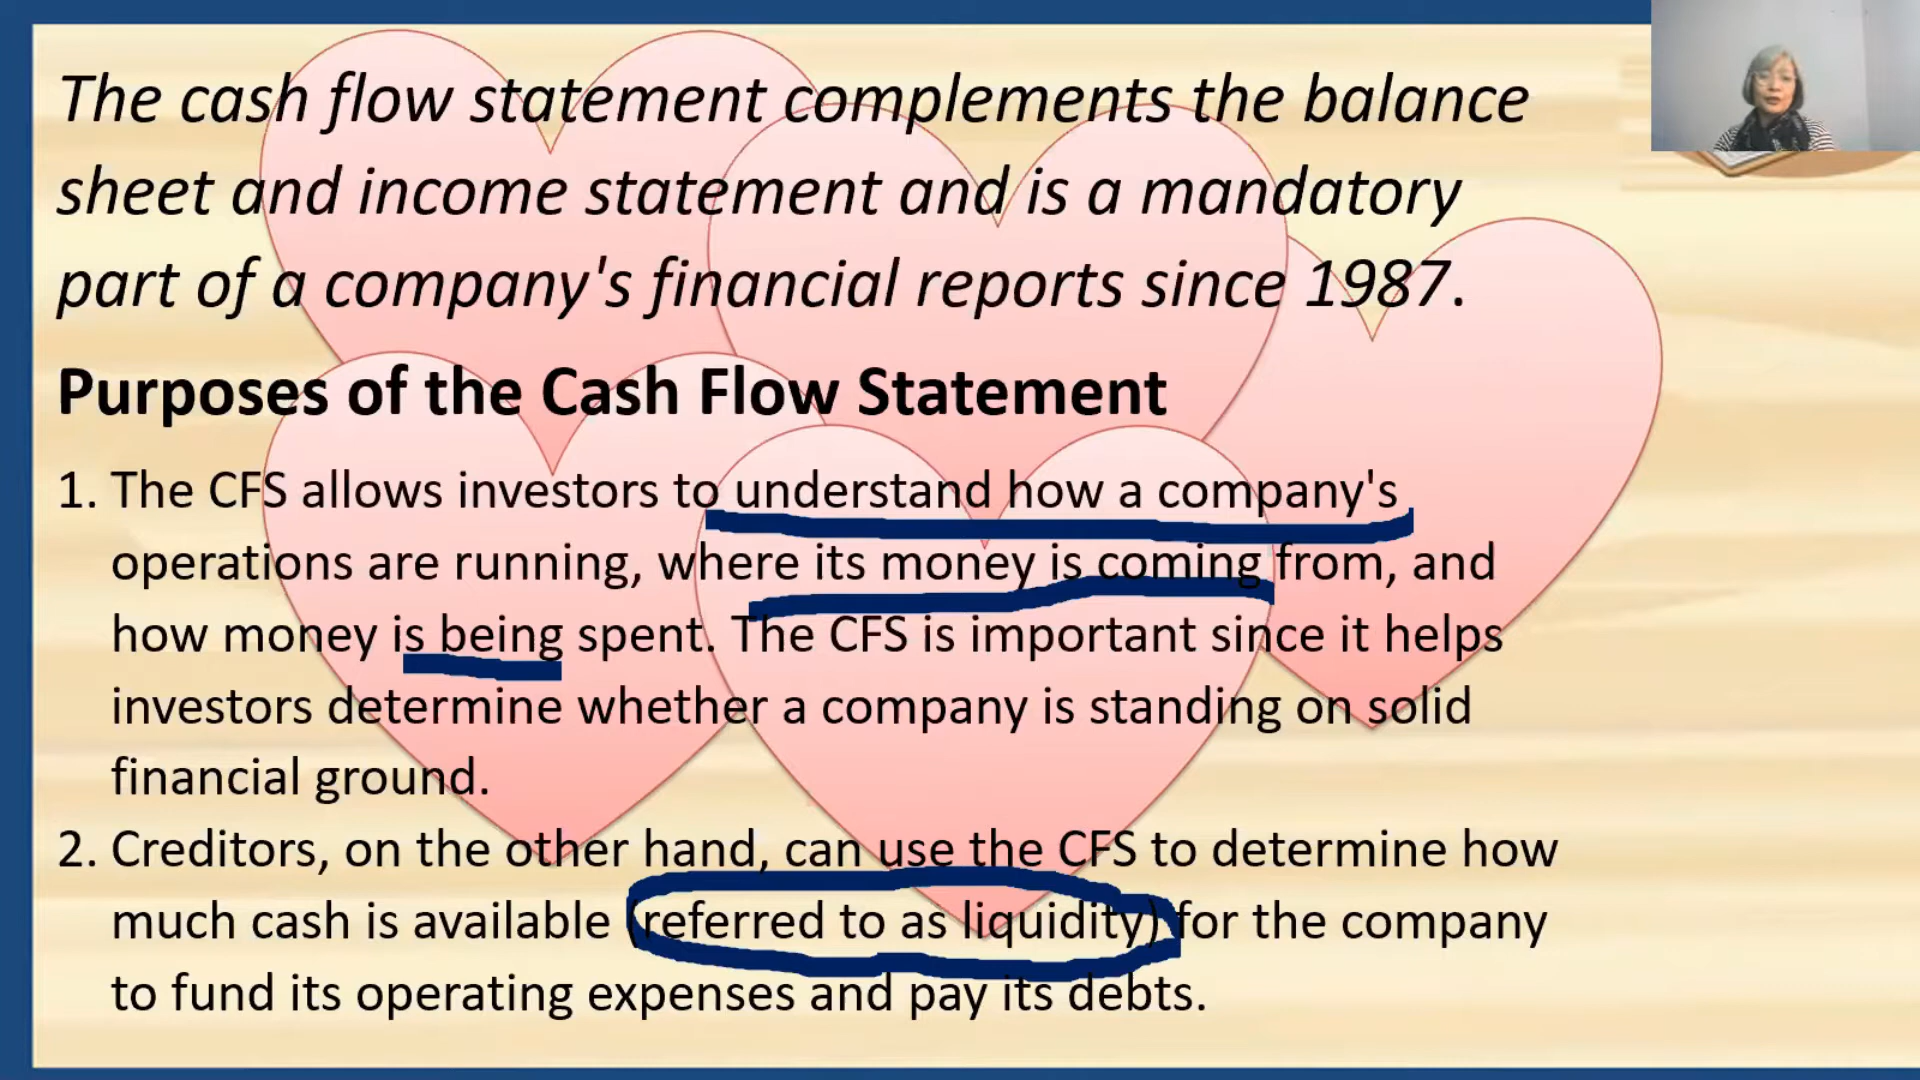 The cash flow statement complements the balance
sheet and income statement and is a mandatory
part of a company's financial reports since 1987.
Purposes of the Cash Flow Statement
1. The CFS allows investors to understand how a company's
operations are running, where its money is coming from, and
how money is being spent. The CFS is important since it helps
investors determine whether a company is standing on solid
financial ground.
2. Creditors, on the other hand, can use the CFS to determine how
much cash is available (referred to as liquidity) for the company
to fund its operating expenses and pay its debts.